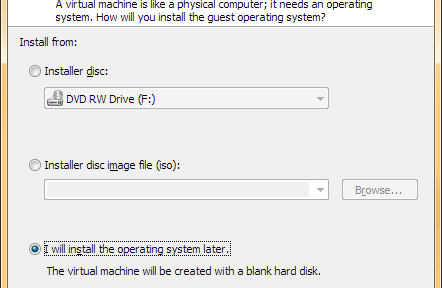 A virtual machine is like a physical computer; it needs an operating
system. How will you install the guest operating system?
Install from:
Installer disc:
DVD RW Drive (F:)
Installer disc image file (iso):
Browse...
I will install the operating system later.
The virtual machine will be created with a blank hard disk.